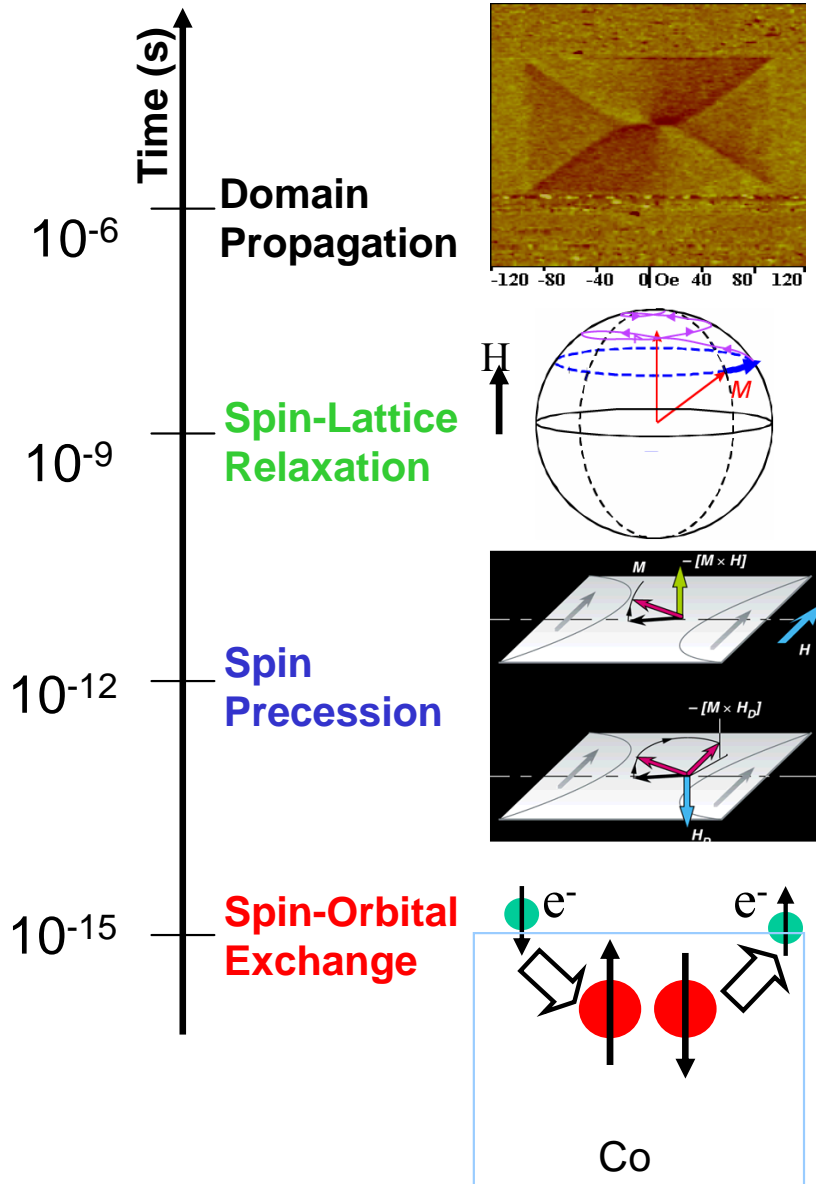 Time (s)
10-6
Domain
Propagation
-120 -80 -40 0 Oe 40 80 120
H
M
10-9
Spin-Lattice
Relaxation
M
– [M × H]
H
10-12
Spin
Precession
– [M × HD]
HD
10-15
Spin-Orbital
Exchange
e-
e-
Co